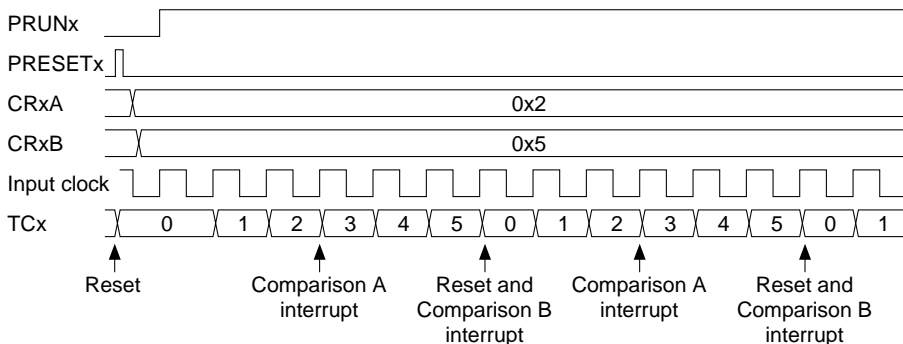 PRUNx
PRESETx
CRxA 0x2
CRxB 0x5
Input clock
TCx 0 1 2 3 4 5 0 1 2 3 4 5 0 1
Reset Comparison A Reset and Comparison A Reset and
interrupt Comparison B interrupt Comparison B
interrupt interrupt